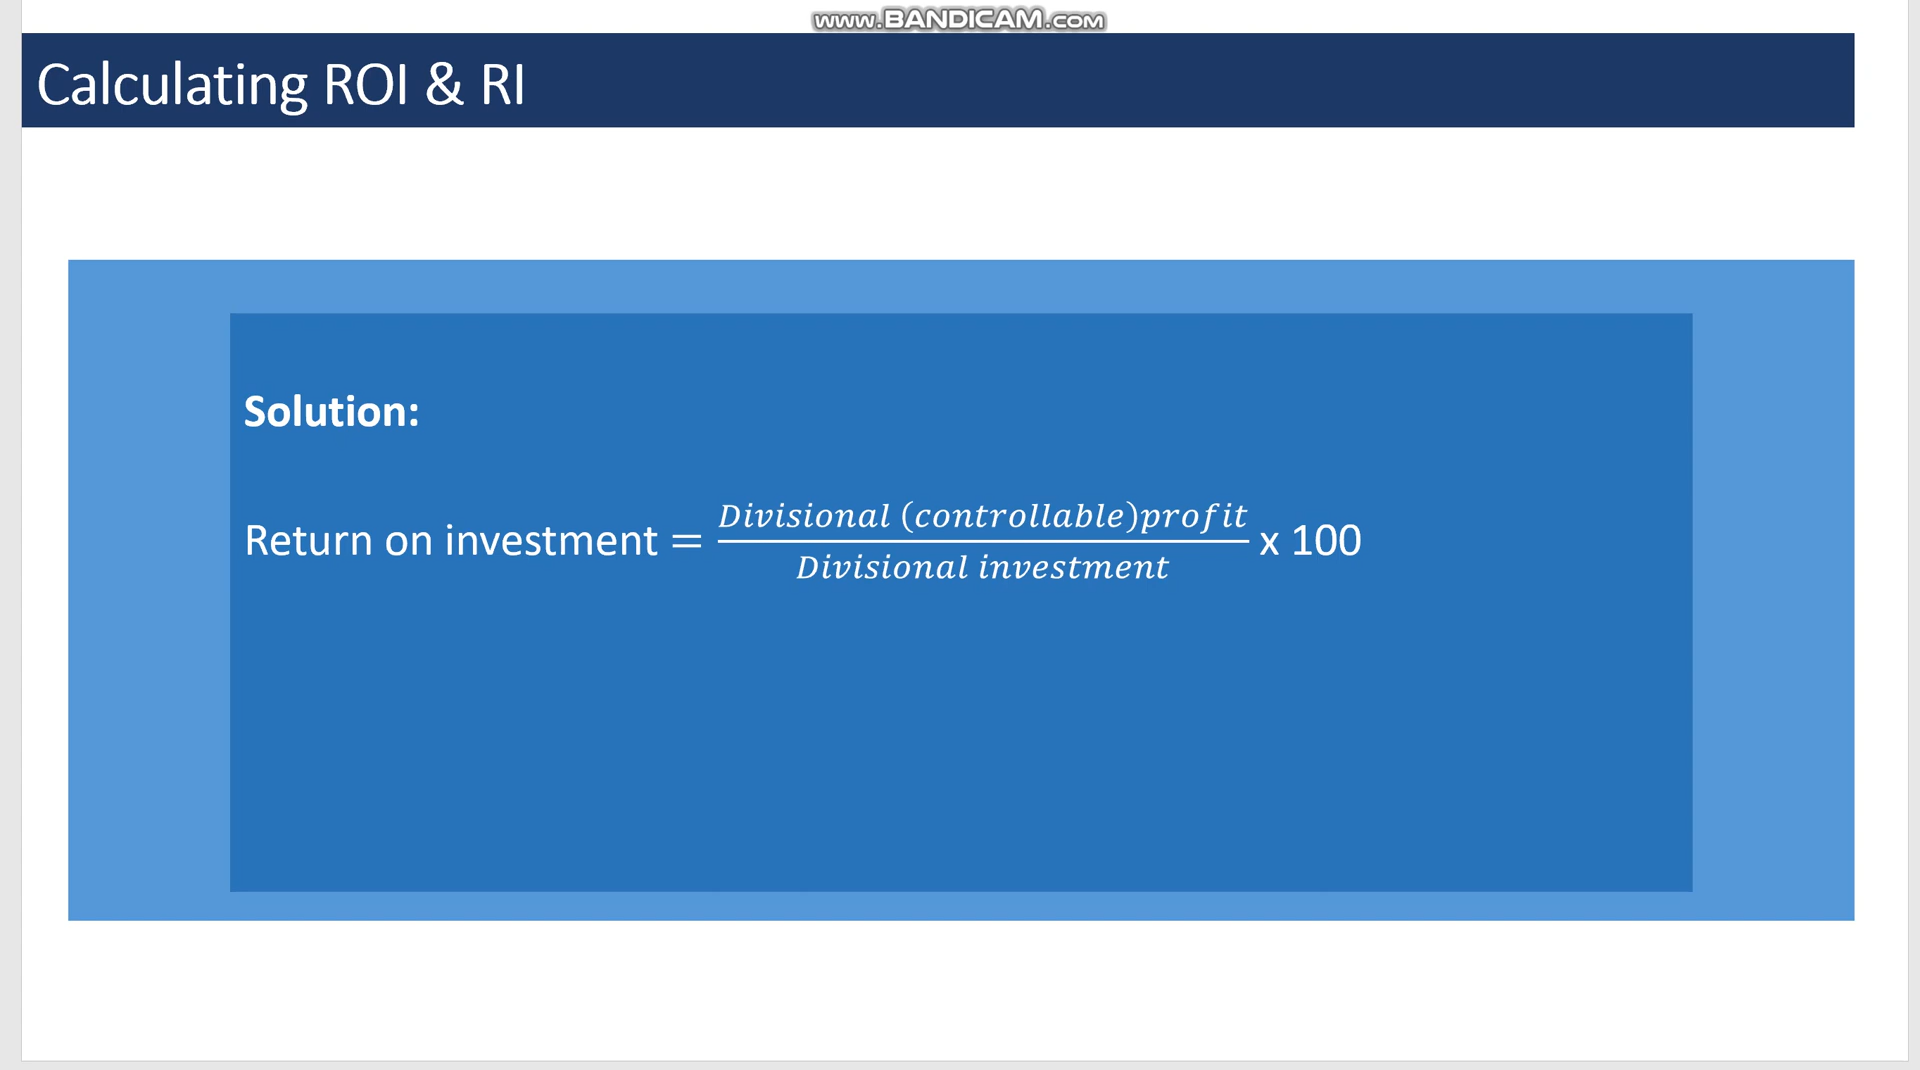 www.BANDICAM.com
Calculating ROI & RI
Solution:
Return on investment = Divisional (controllable)profit / Divisional investment x 100